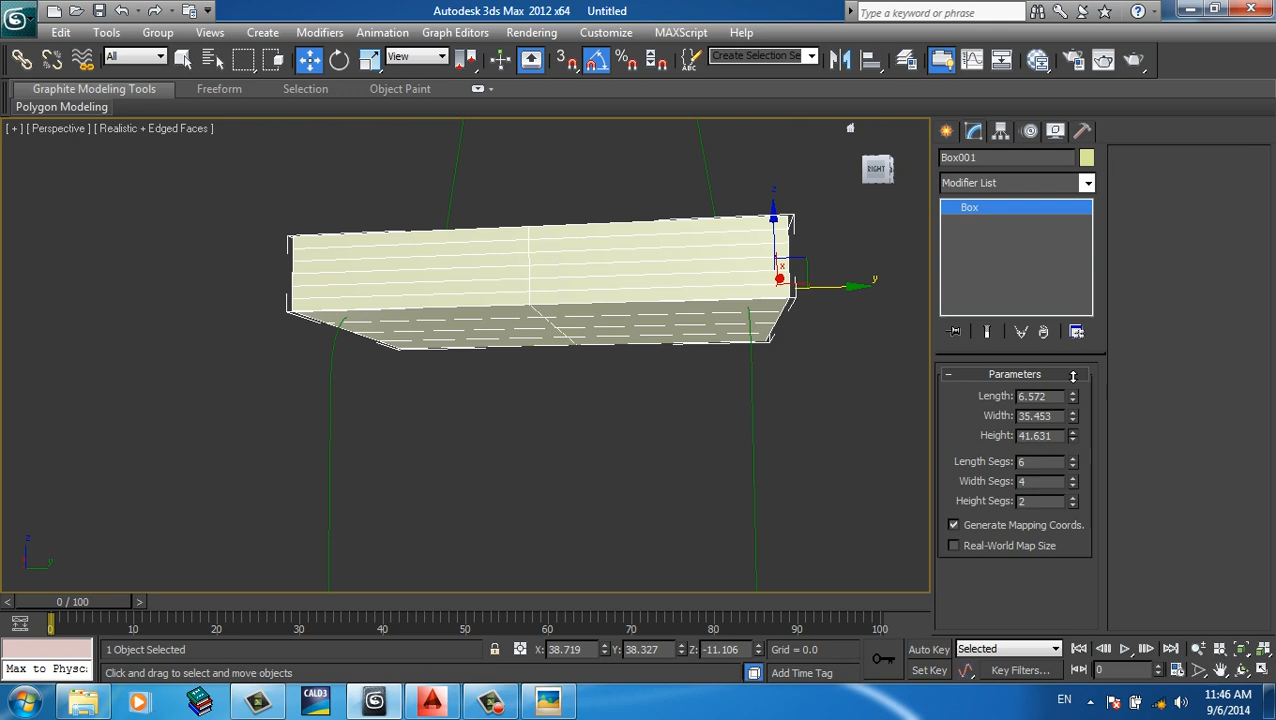 Autodesk 3ds Max 2012 x64 Untitled
Type a keyword or phrase
Edit Tools Group Views Create Modifiers Animation Graph Editors Rendering Customize MAXScript Help
All View 3 Create Selection Se
Graphite Modeling Tools Freeform Selection Object Paint
Polygon Modeling
[ + ] [ Perspective ] [ Realistic + Edged Faces ]
RIGHT
Box001
Modifier List
Box
z
x
y
Parameters
Length: 6.572
Width: 35.453
Height: 41.631
Length Segs: 6
Width Segs: 4
Height Segs: 2
Generate Mapping Coords.
Real-World Map Size
z
y
< 0 / 100 >
0 10 20 30 40 50 60 70 80 90 100
1 Object Selected X: 38.719 Y: 38.327 Z: -11.106 Grid = 0.0 Auto Key Selected
Max to Physc Click and drag to select and move objects Add Time Tag Set Key Key Filters... 0
CALD3 EN 11:46 AM
9/6/2014